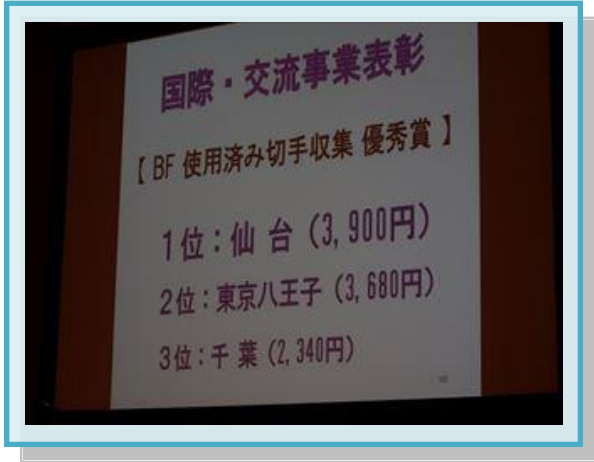 国際・交流事業表彰
【 BF 使用済み切手収集 優秀賞 】
1位：仙 台（3,900円）
2位：東京八王子（3,680円）
3位：千 葉（2,340円）